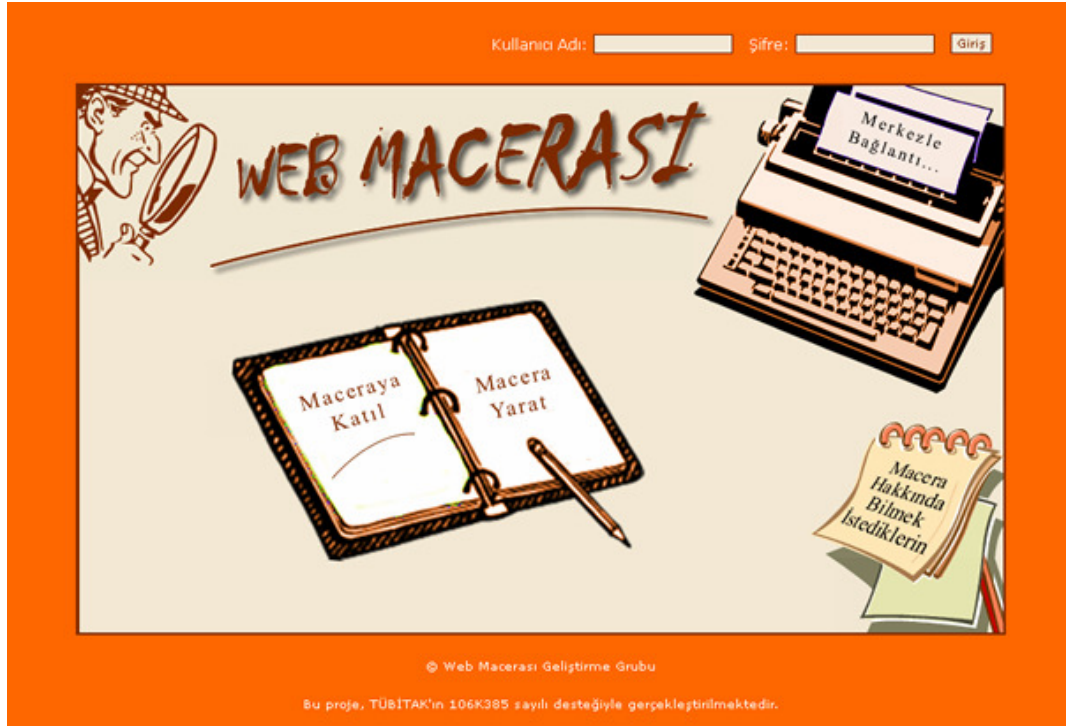 Kullanıcı Adı: Şifre: Giriş
WEB MACERASI
Merkezle
Bağlantı...
Maceraya
Katıl
Macera
Yarat
Macera
Hakkında
Bilmek
İstediklerin
© Web Macerası Geliştirme Grubu
Bu proje, TÜBİTAK'ın 106K385 sayılı desteğiyle gerçekleştirilmektedir.